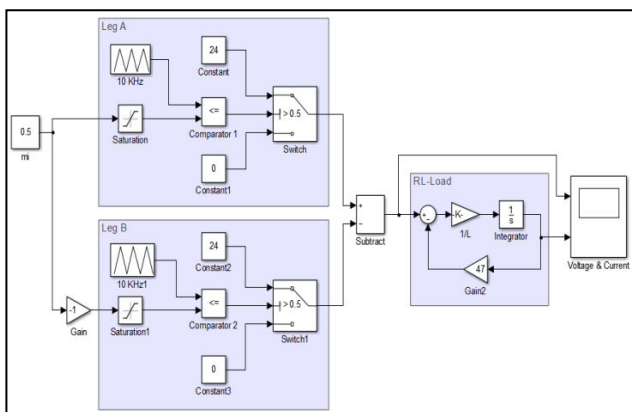 Leg A
24
Constant
10 KHz
<=
> 0.5
0.5
mi
Saturation
Comparator 1
Switch
0
Constant1
RL-Load
+
−
Subtract
+
−
-K-
1/L
1
s
Integrator
47
Gain2
Voltage & Current
Leg B
24
Constant2
10 KHz1
<=
> 0.5
-1
Gain
Saturation1
Comparator 2
Switch1
0
Constant3